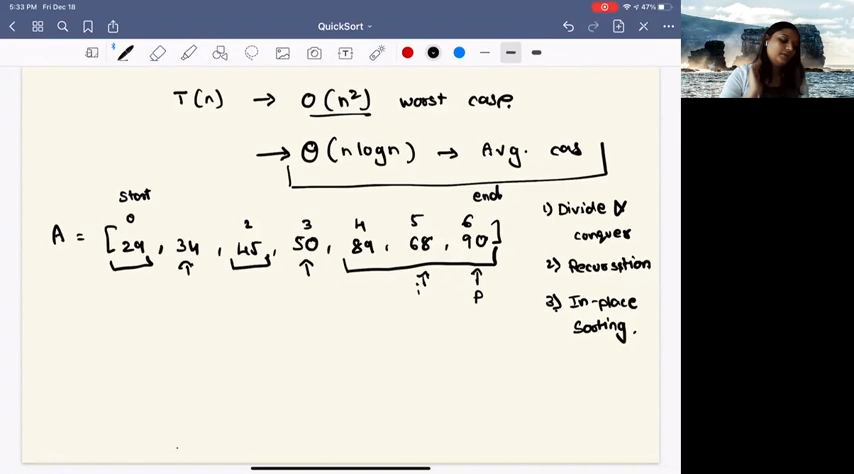 5:33 PM Fri Dec 18
47%
QuickSort
T(n) → O(n²) worst case.
→ Θ(nlogn) → Avg. cas
start
end
0 2 3 4 5 6
A = [29, 34, 45, 50, 89, 68, 90]
i
P
1) Divide &
conquer
2) Recursstion
3) In-place
Sorting.